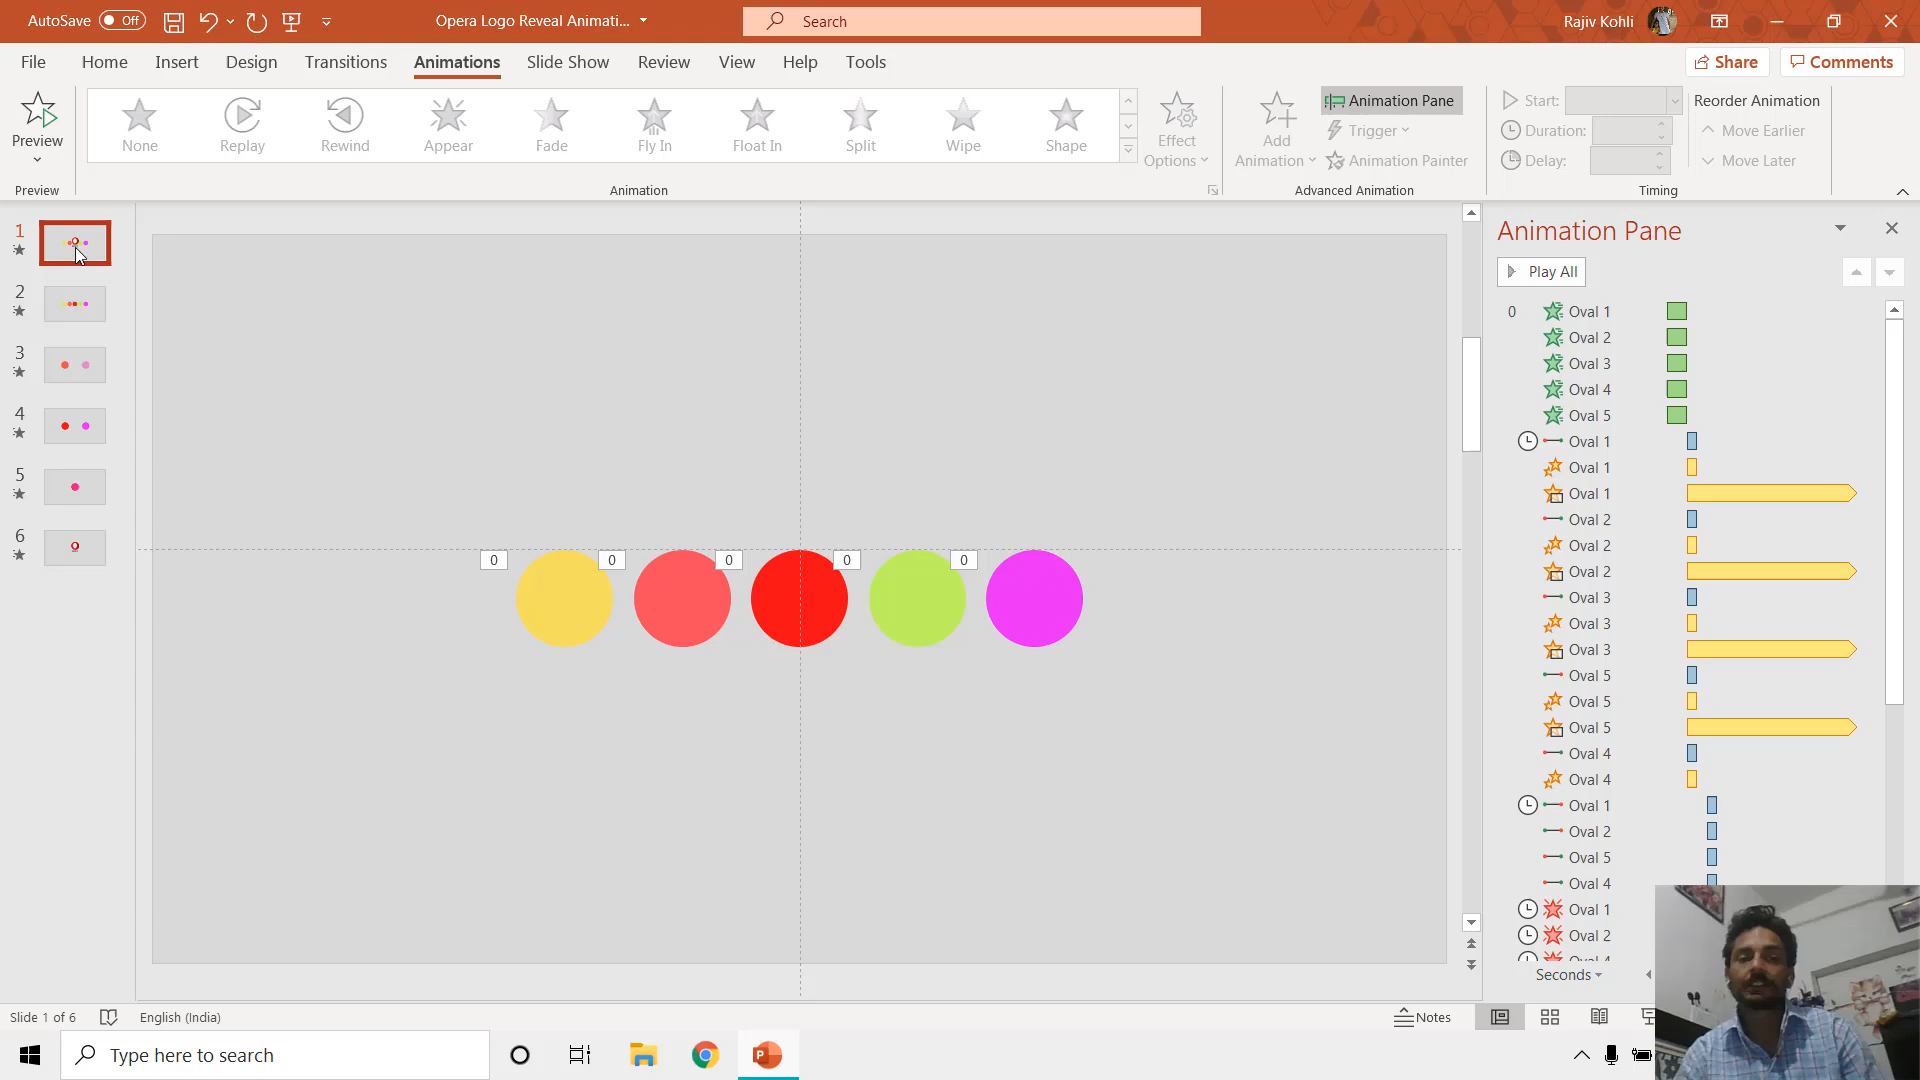 AutoSave Off Opera Logo Reveal Animati... Search Rajiv Kohli
File Home Insert Design Transitions Animations Slide Show Review View Help Tools Share Comments
Preview
None Replay Rewind Appear Fade Fly In Float In Split Wipe Shape
Effect Options
Add Animation
Animation Pane
Trigger
Animation Painter
Start:
Duration:
Delay:
Reorder Animation
Move Earlier
Move Later
Preview Animation Advanced Animation Timing
1
2
3
4
5
6
0 0 0 0 0
Animation Pane
Play All
0 Oval 1
Oval 2
Oval 3
Oval 4
Oval 5
Oval 1
Oval 1
Oval 1
Oval 2
Oval 2
Oval 2
Oval 3
Oval 3
Oval 3
Oval 5
Oval 5
Oval 5
Oval 4
Oval 4
Oval 1
Oval 2
Oval 5
Oval 4
Oval 1
Oval 2
Seconds
Slide 1 of 6 English (India) Notes
Type here to search